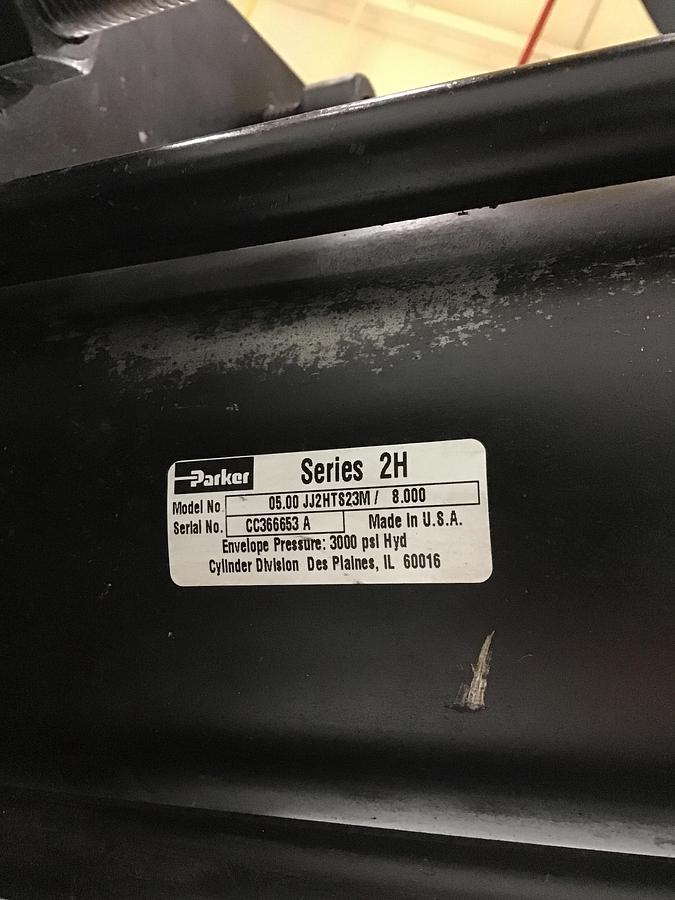 Parker Series 2H
Model No 05.00 JJ2HTS23M / 8.000
Serial No. CC366653 A Made In U.S.A.
Envelope Pressure: 3000 psi Hyd
Cylinder Division Des Plaines, IL 60016